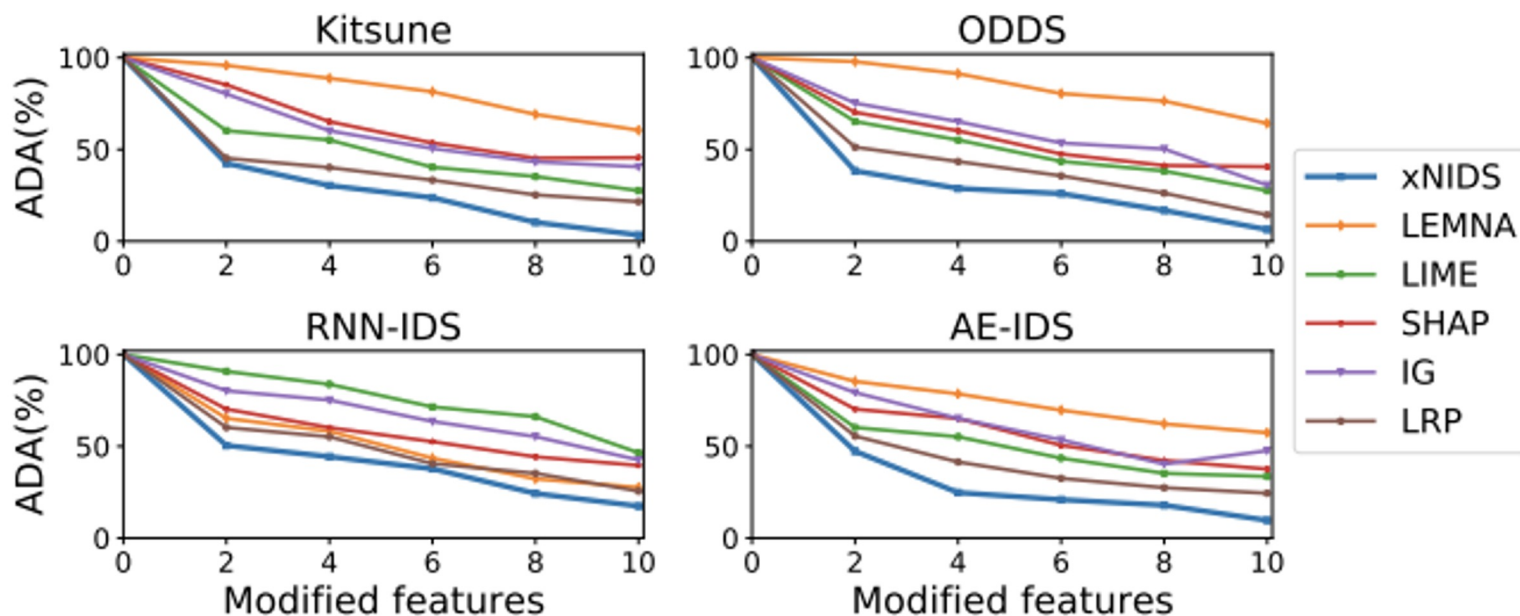 Kitsune
ODDS
ADA(%)
100
50
0
0 2 4 6 8 10
100
50
0
0 2 4 6 8 10
RNN-IDS
AE-IDS
ADA(%)
100
50
0
0 2 4 6 8 10
Modified features
100
50
0
0 2 4 6 8 10
Modified features
xNIDS
LEMNA
LIME
SHAP
IG
LRP